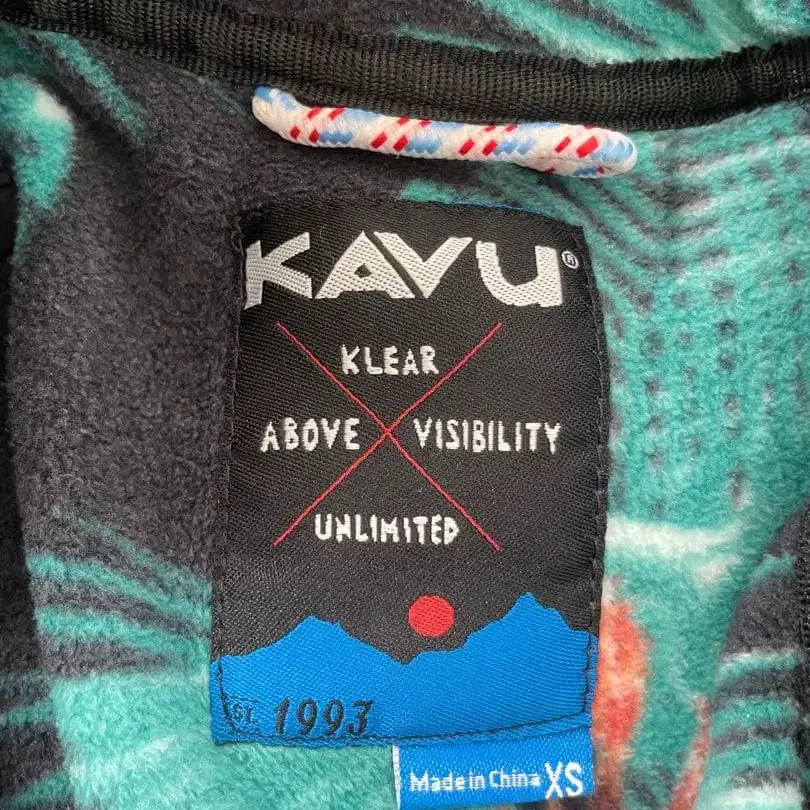 KAVU®
KLEAR
ABOVE VISIBILITY
UNLIMITED
EST. 1993
Made in China XS